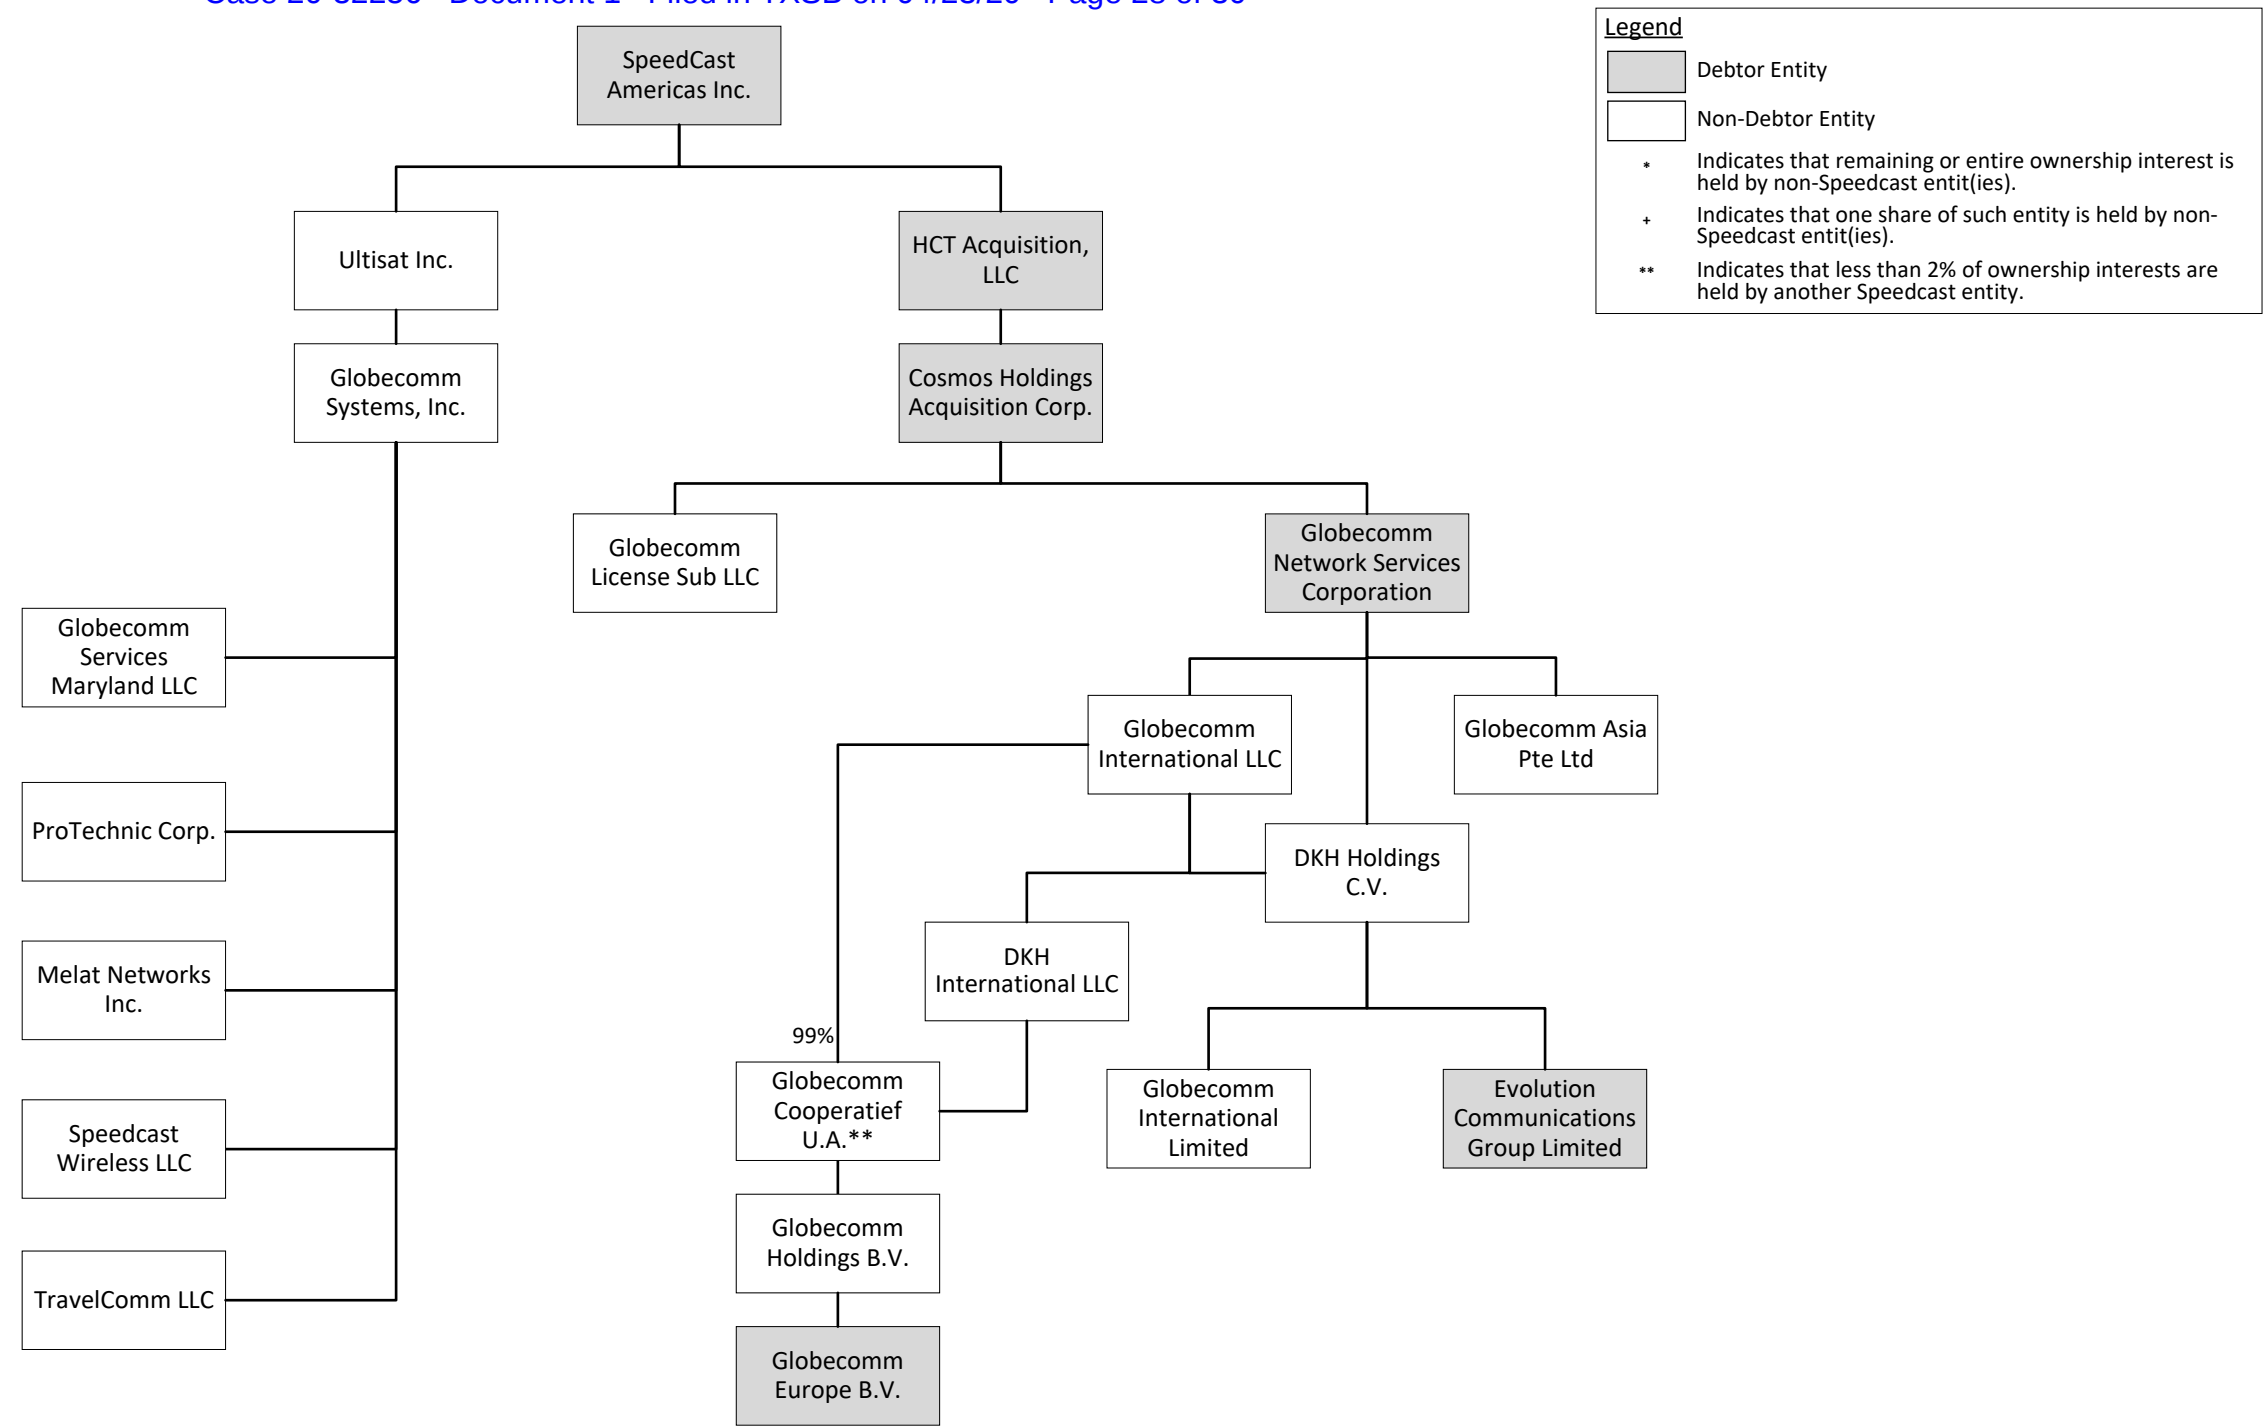 SpeedCast
Americas Inc.
Legend
Debtor Entity
Non-Debtor Entity
* Indicates that remaining or entire ownership interest is
held by non-Speedcast entit(ies).
+ Indicates that one share of such entity is held by non-
Speedcast entit(ies).
** Indicates that less than 2% of ownership interests are
held by another Speedcast entity.
Ultisat Inc.
HCT Acquisition,
LLC
Globecomm
Systems, Inc.
Cosmos Holdings
Acquisition Corp.
Globecomm
License Sub LLC
Globecomm
Network Services
Corporation
Globecomm
Services
Maryland LLC
Globecomm
International LLC
Globecomm Asia
Pte Ltd
ProTechnic Corp.
DKH Holdings
C.V.
Melat Networks
Inc.
DKH
International LLC
99%
Globecomm
Cooperatief
U.A.**
Globecomm
International
Limited
Evolution
Communications
Group Limited
Speedcast
Wireless LLC
Globecomm
Holdings B.V.
TravelComm LLC
Globecomm
Europe B.V.